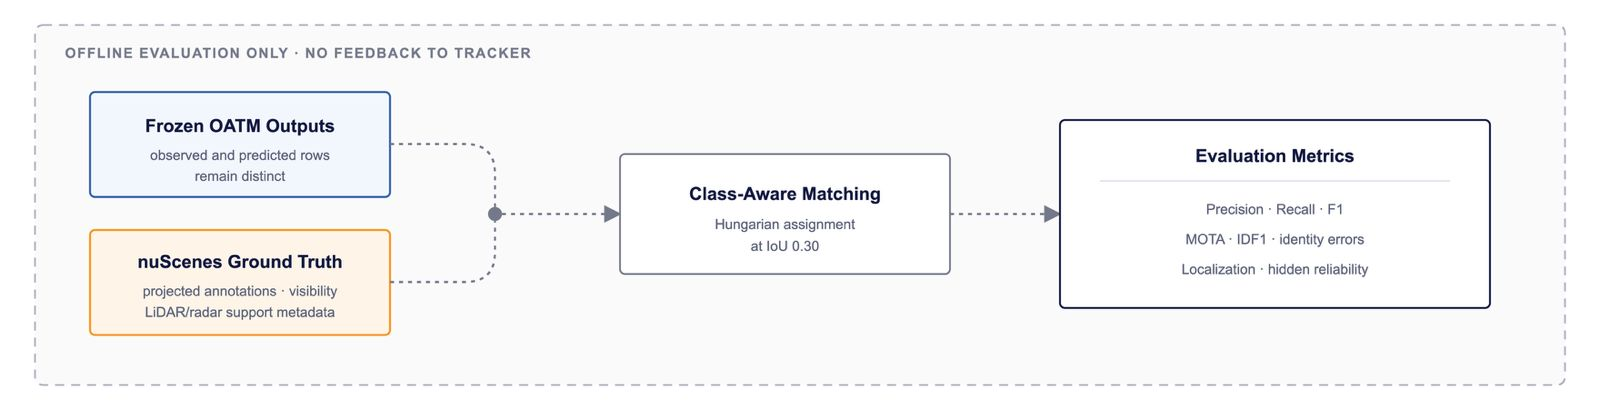 OFFLINE EVALUATION ONLY · NO FEEDBACK TO TRACKER
Frozen OATM Outputs
observed and predicted rows
remain distinct
nuScenes Ground Truth
projected annotations · visibility
LiDAR/radar support metadata
Class-Aware Matching
Hungarian assignment
at IoU 0.30
Evaluation Metrics
Precision · Recall · F1
MOTA · IDF1 · identity errors
Localization · hidden reliability